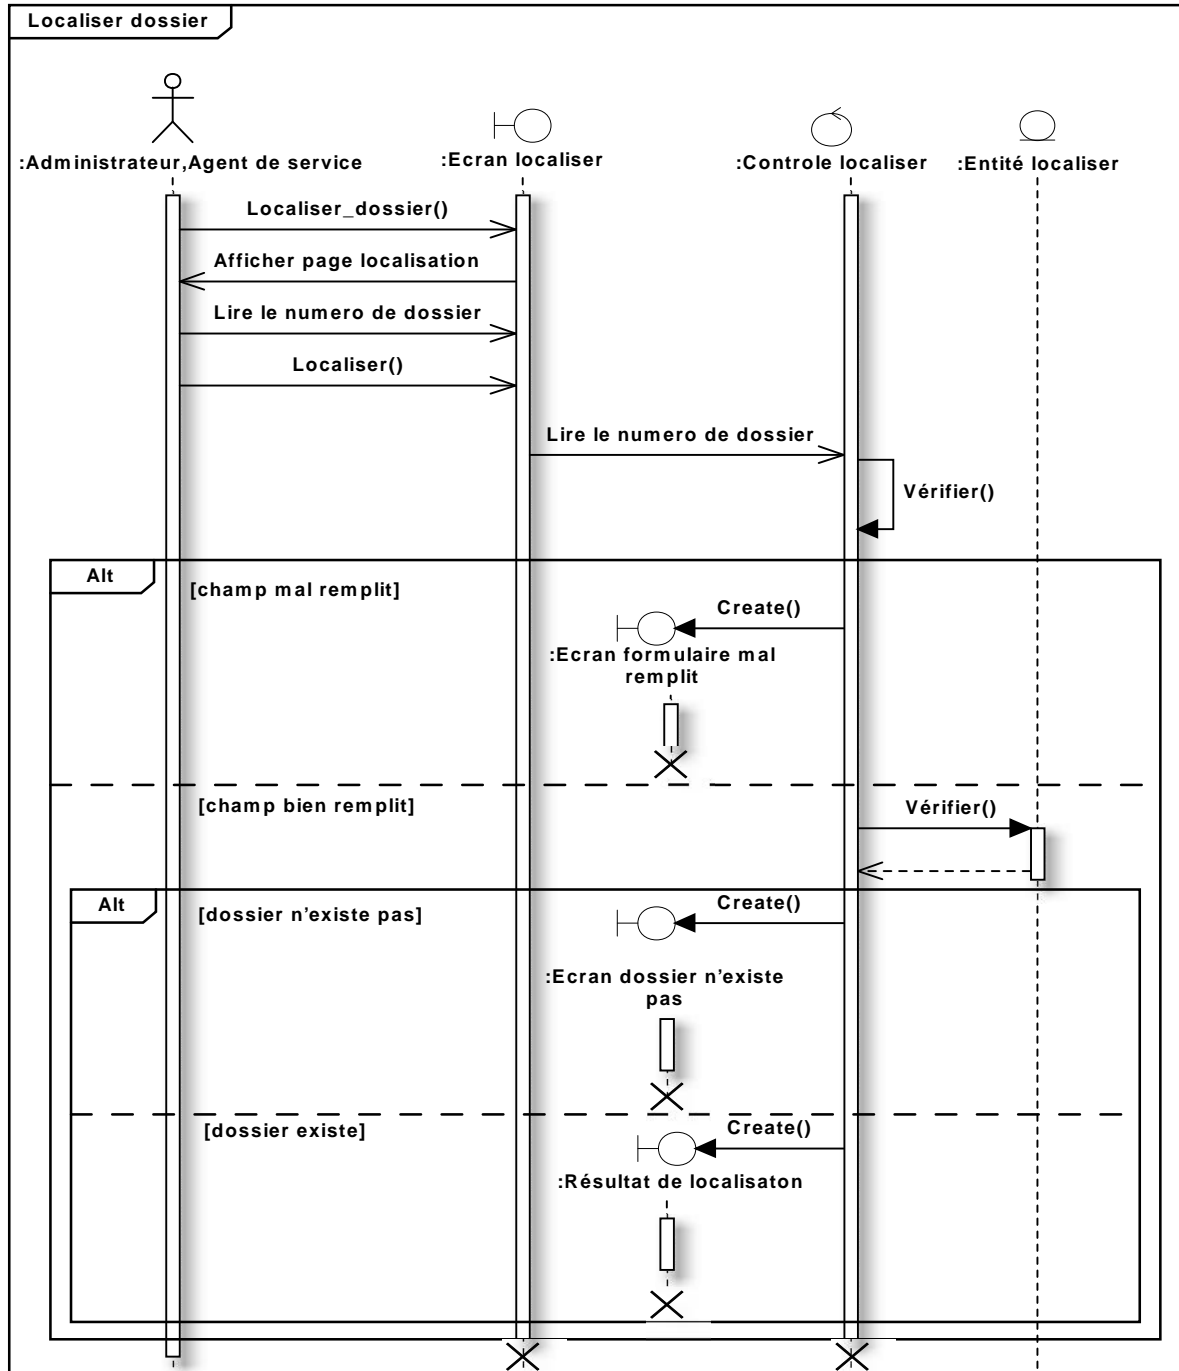 Localiser dossier
:Administrateur,Agent de service
:Ecran localiser
:Controle localiser
:Entité localiser
Localiser_dossier()
Afficher page localisation
Lire le numero de dossier
Localiser()
Lire le numero de dossier
Vérifier()
Alt
[champ mal remplit]
Create()
:Ecran formulaire mal
remplit
[champ bien remplit]
Vérifier()
Alt
[dossier n'existe pas]
Create()
:Ecran dossier n'existe
pas
[dossier existe]
Create()
:Résultat de localisaton